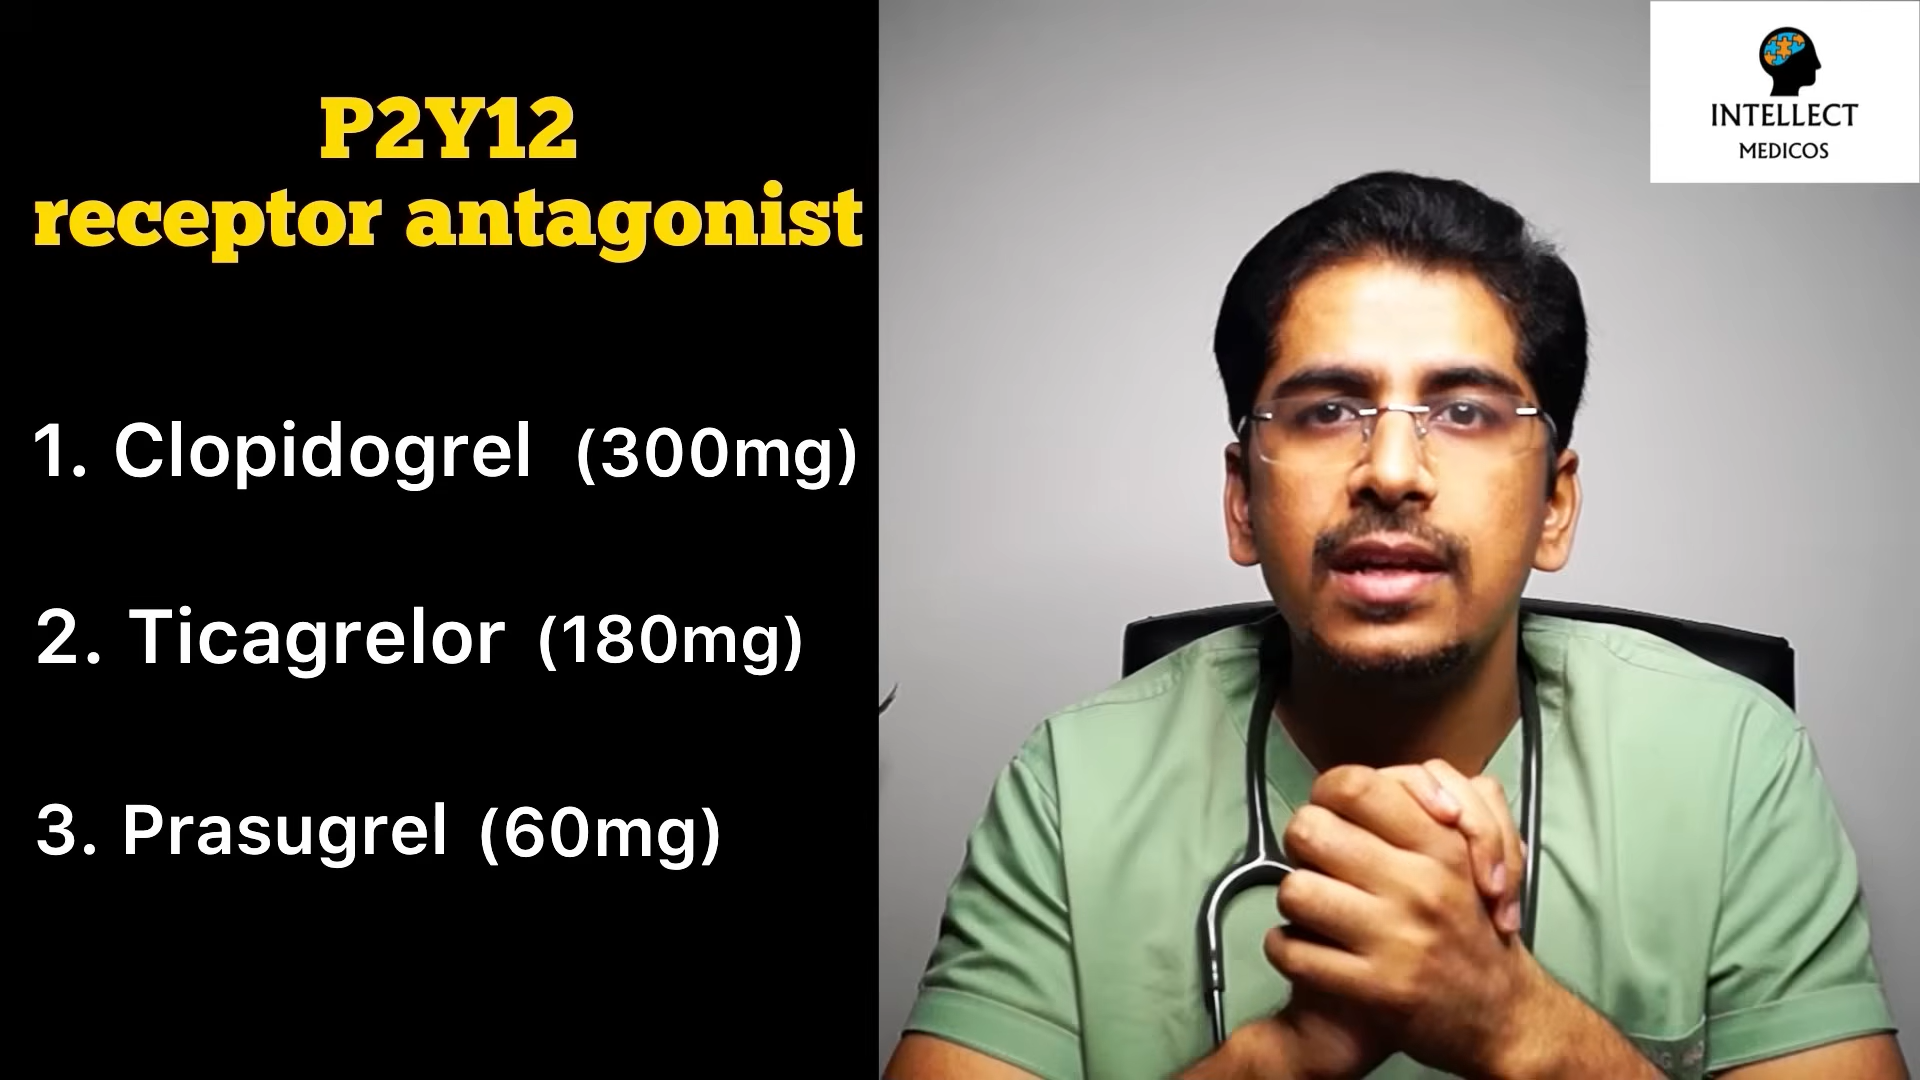 P2Y12
receptor antagonist
1. Clopidogrel (300mg)
2. Ticagrelor (180mg)
3. Prasugrel (60mg)
INTELLECT
MEDICOS